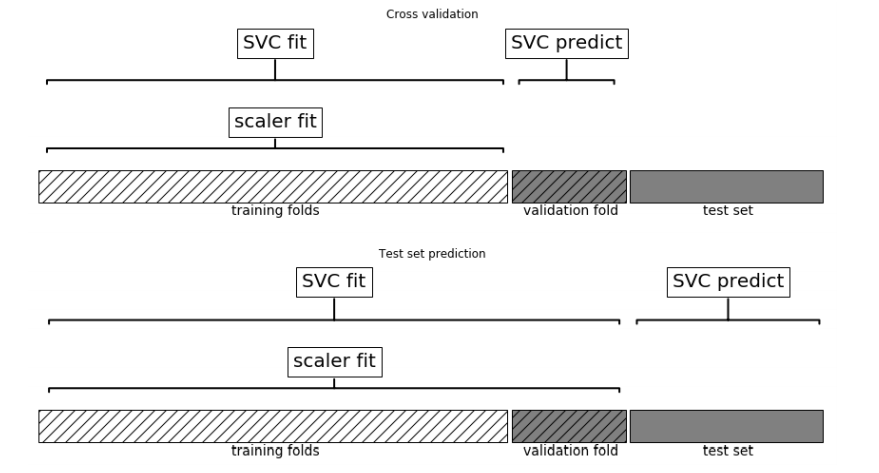 Cross validation
SVC fit
SVC predict
scaler fit
training folds
validation fold
test set
Test set prediction
SVC fit
SVC predict
scaler fit
training folds
validation fold
test set